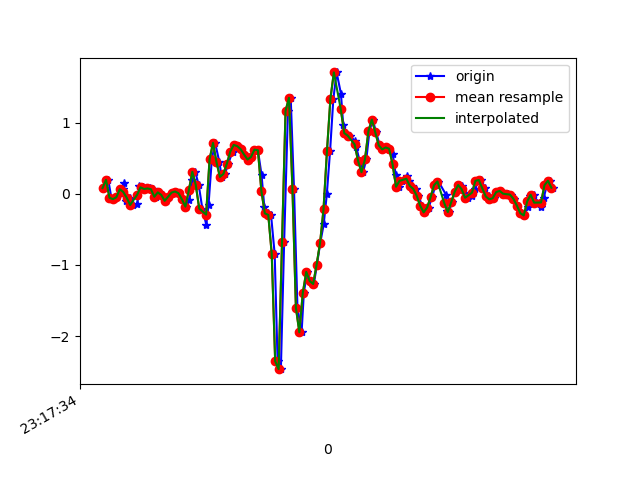 origin
mean resample
interpolated
1
0
−1
−2
23:17:34
0